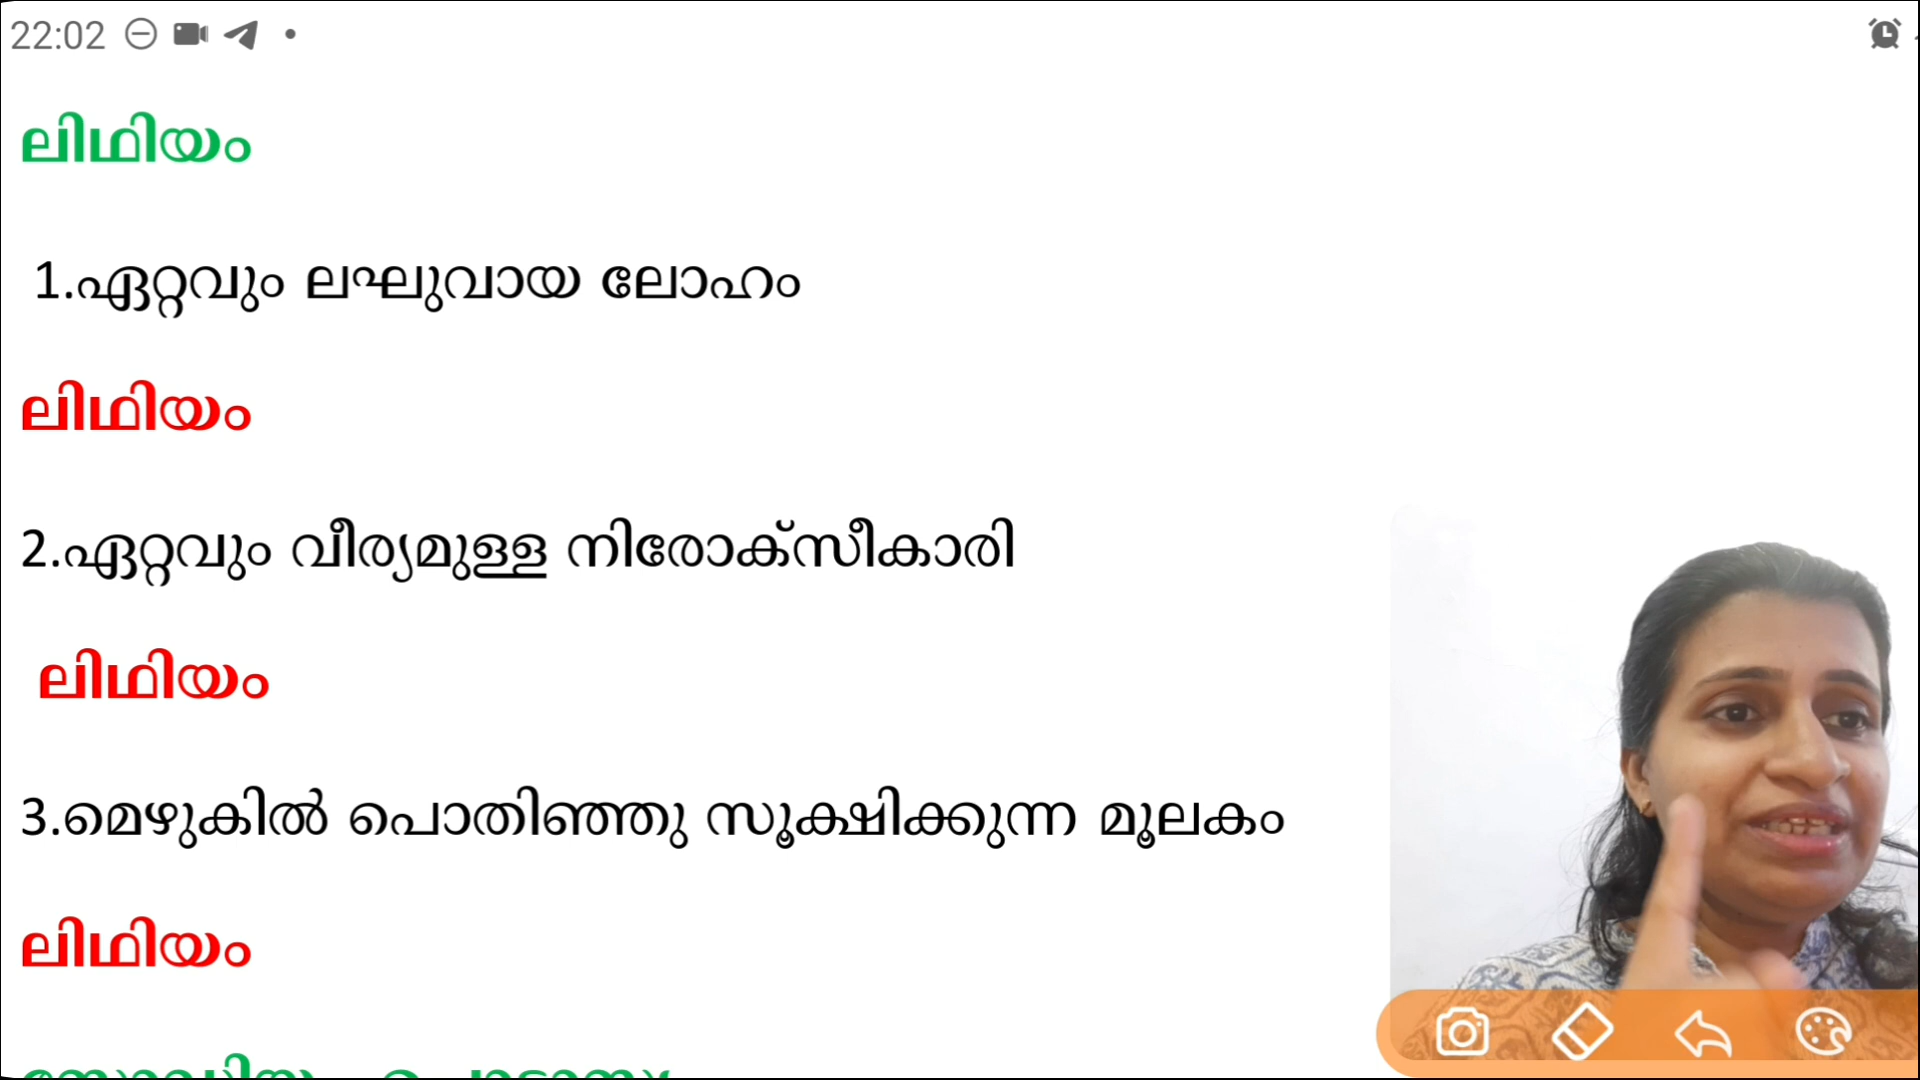 22:02
ലിഥിയം
1.ഏറ്റവും ലഘുവായ ലോഹം
ലിഥിയം
2.ഏറ്റവും വീര്യമുള്ള നിരോക്സീകാരി
ലിഥിയം
3.മെഴുകിൽ പൊതിഞ്ഞു സൂക്ഷിക്കുന്ന മൂലകം
ലിഥിയം